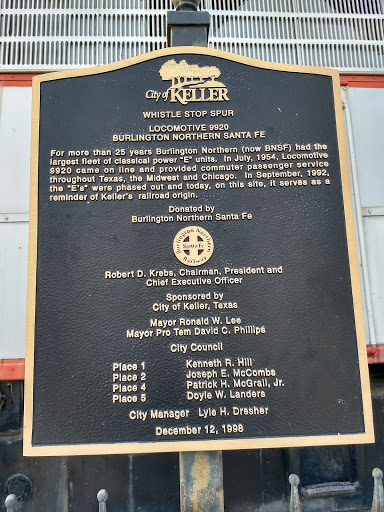 City of KELLER
WHISTLE STOP SPUR
LOCOMOTIVE 9920
BURLINGTON NORTHERN SANTA FE
For more than 25 years Burlington Northern (now BNSF) had the
largest fleet of classical power "E" units. In July, 1954, Locomotive
9920 came on line and provided commuter passenger service
throughout Texas, the Midwest and Chicago. In September, 1992,
the "E's" were phased out and today, on this site, it serves as a
reminder of Keller's railroad origin.
Donated by
Burlington Northern Santa Fe
Burlington Northern
Santa Fe
Railway
Robert D. Krebs, Chairman, President and
Chief Executive Officer
Sponsored by
City of Keller, Texas
Mayor Ronald W. Lee
Mayor Pro Tem David C. Phillips
City Council
Place 1 Kenneth R. Hill
Place 2 Joseph E. McCombs
Place 4 Patrick H. McGrail, Jr.
Place 5 Doyle W. Landers
City Manager Lyle H. Dresher
December 12, 1998